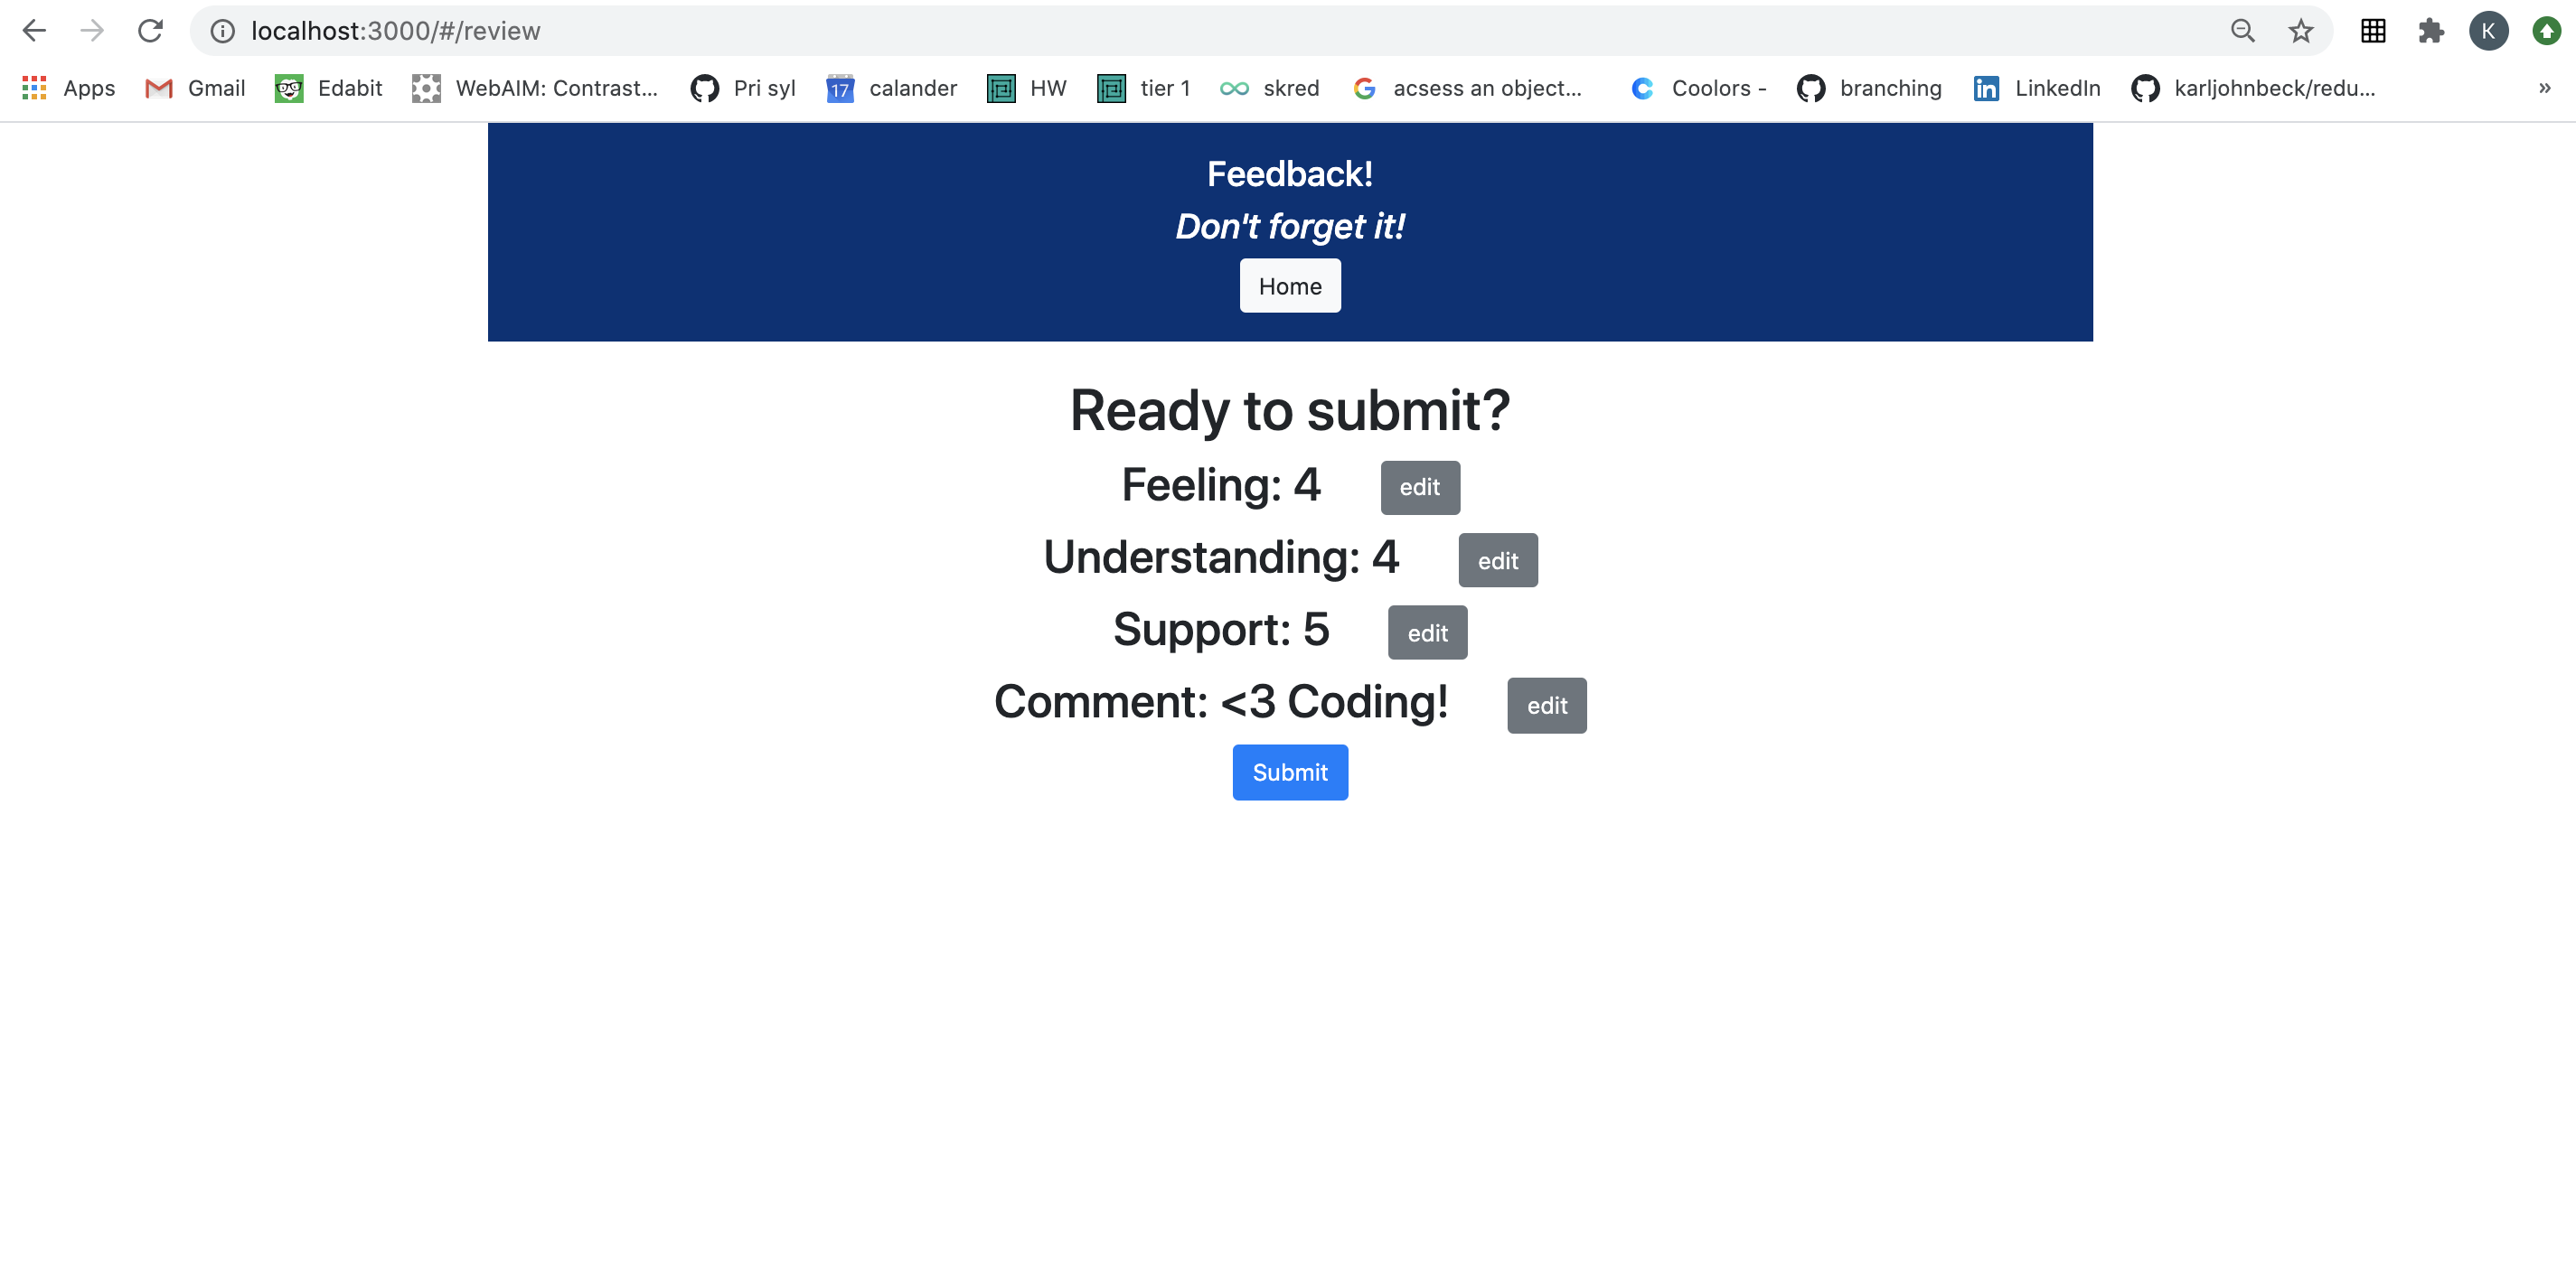 localhost:3000/#/review
K
Apps Gmail Edabit WebAIM: Contrast... Pri syl 17 calander HW tier 1 skred acsess an object... Coolors - branching LinkedIn karljohnbeck/redu... »
Feedback!
Don't forget it!
Home
Ready to submit?
Feeling: 4 edit
Understanding: 4 edit
Support: 5 edit
Comment: <3 Coding! edit
Submit